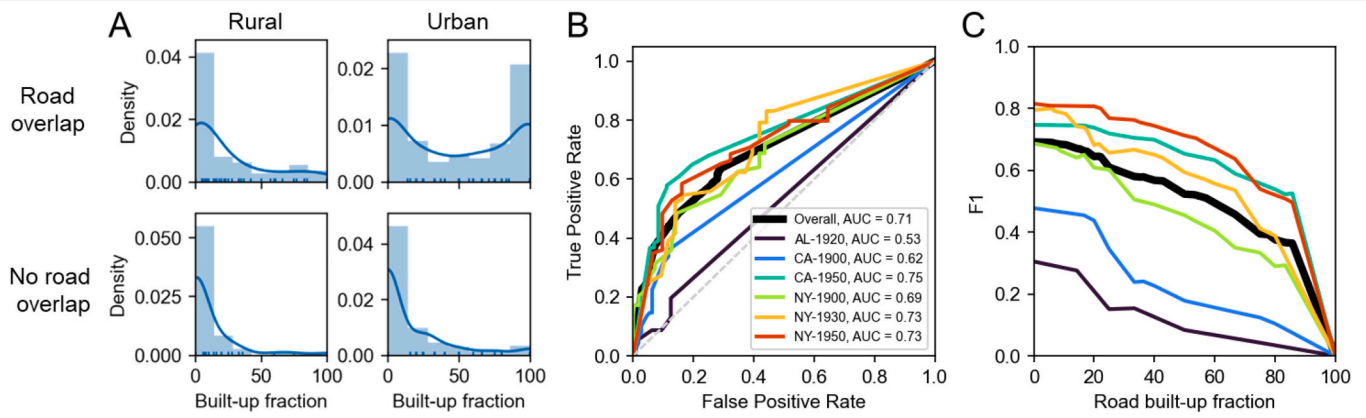 A
Rural
Urban
Road
overlap
Density
0.04
0.02
0.00
0.02
0.01
0.00
No road
overlap
Density
0.050
0.025
0.000
0.04
0.02
0.00
0 50 100
0 50 100
Built-up fraction
Built-up fraction
B
True Positive Rate
1.0
0.8
0.6
0.4
0.2
0.0
Overall, AUC = 0.71
AL-1920, AUC = 0.53
CA-1900, AUC = 0.62
CA-1950, AUC = 0.75
NY-1900, AUC = 0.69
NY-1930, AUC = 0.73
NY-1950, AUC = 0.73
0.0 0.2 0.4 0.6 0.8 1.0
False Positive Rate
C
F1
1.0
0.8
0.6
0.4
0.2
0.0
0 20 40 60 80 100
Road built-up fraction